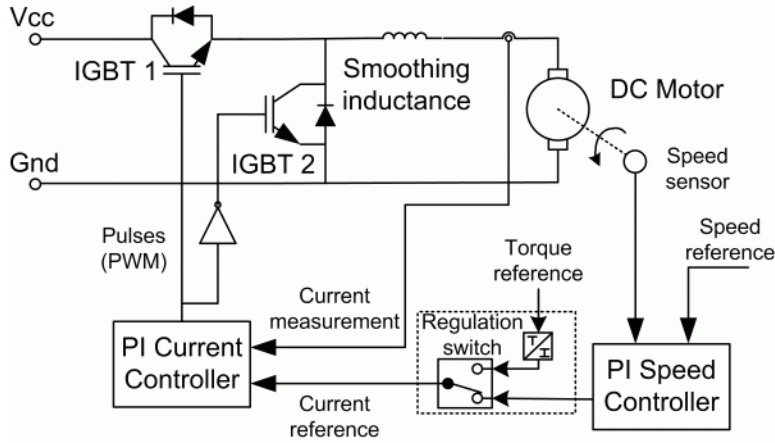 Vcc
IGBT 1
Smoothing
inductance
DC Motor
IGBT 2
Gnd
Speed
sensor
Pulses
(PWM)
Speed
reference
Torque
reference
Current
measurement
Regulation
switch
T
I
PI Current
Controller
PI Speed
Controller
Current
reference